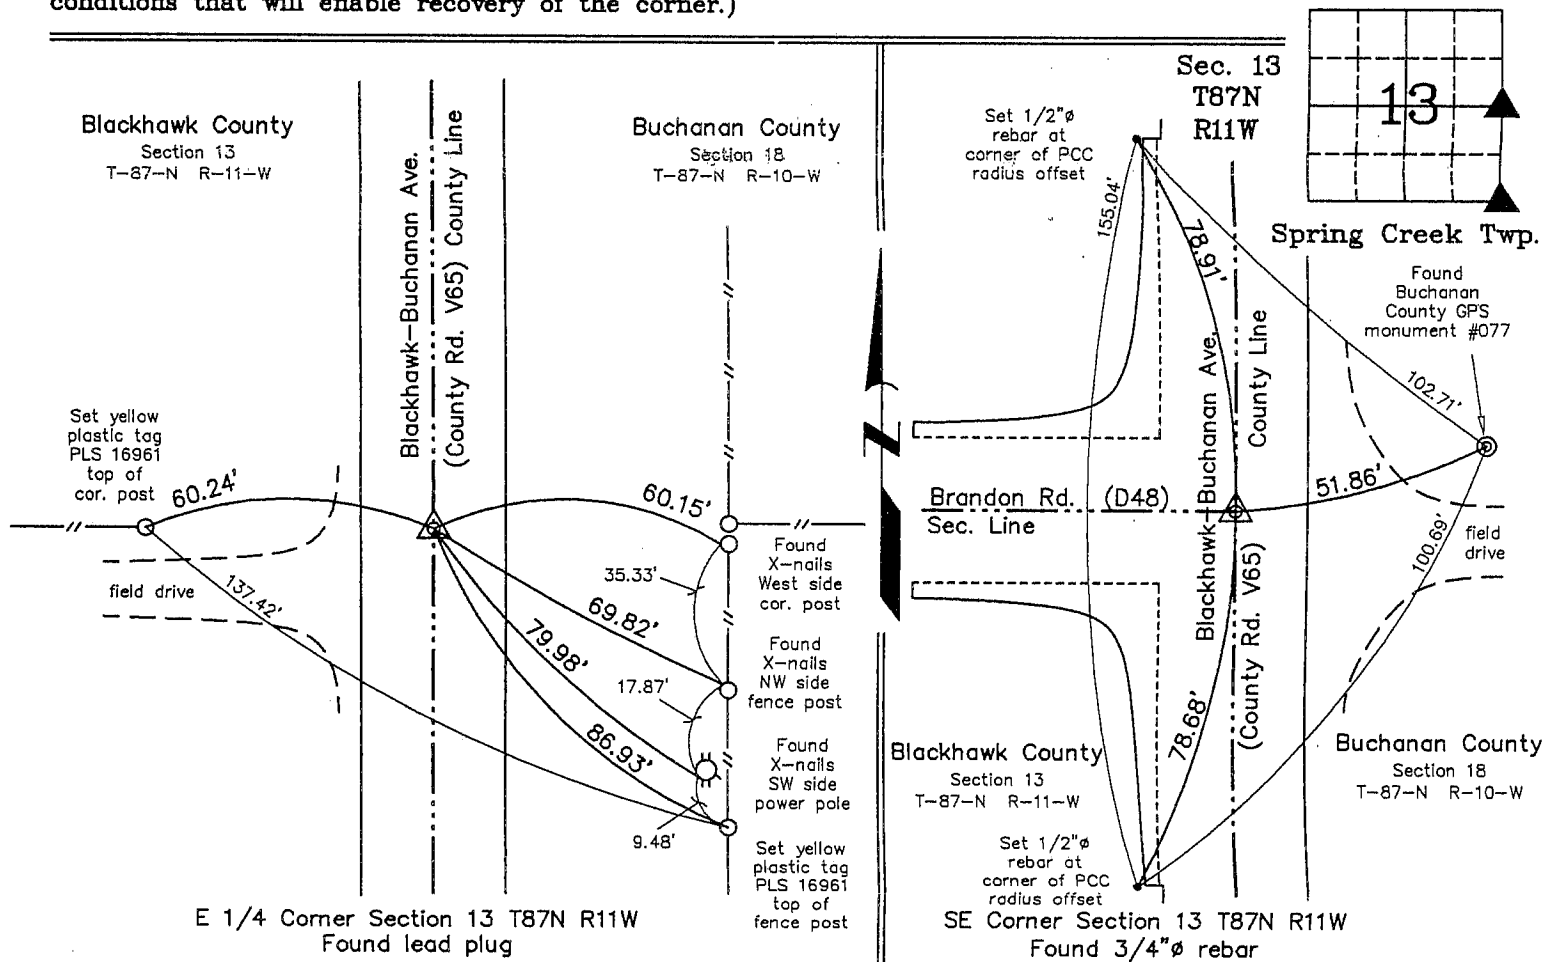 conditions that will enable recovery of the corner.)
Blackhawk County
Section 13
T-87-N R-11-W
Blackhawk-Buchanan Ave.
(County Rd. V65) County Line
Buchanan County
Section 18
T-87-N R-10-W
Set yellow
plastic tag
PLS 16961
top of
cor. post
60.24'
60.15'
field drive
137.42'
35.33'
69.82'
79.98'
17.87'
86.93'
9.48'
Found
X-nails
West side
cor. post
Found
X-nails
NW side
fence post
Found
X-nails
SW side
power pole
Set yellow
plastic tag
PLS 16961
top of
fence post
E 1/4 Corner Section 13 T87N R11W
Found lead plug
Sec. 13
T87N
R11W
13
Spring Creek Twp.
Set 1/2"ø
rebar at
corner of PCC
radius offset
155.04'
78.91'
Found
Buchanan
County GPS
monument #077
102.71'
Blackhawk-Buchanan Ave.
County Line
(County Rd. V65)
Brandon Rd. (D48)
Sec. Line
51.86'
100.69'
field
drive
78.68'
Blackhawk County
Section 13
T-87-N R-11-W
Buchanan County
Section 18
T-87-N R-10-W
Set 1/2"ø
rebar at
corner of PCC
radius offset
SE Corner Section 13 T87N R11W
Found 3/4"ø rebar